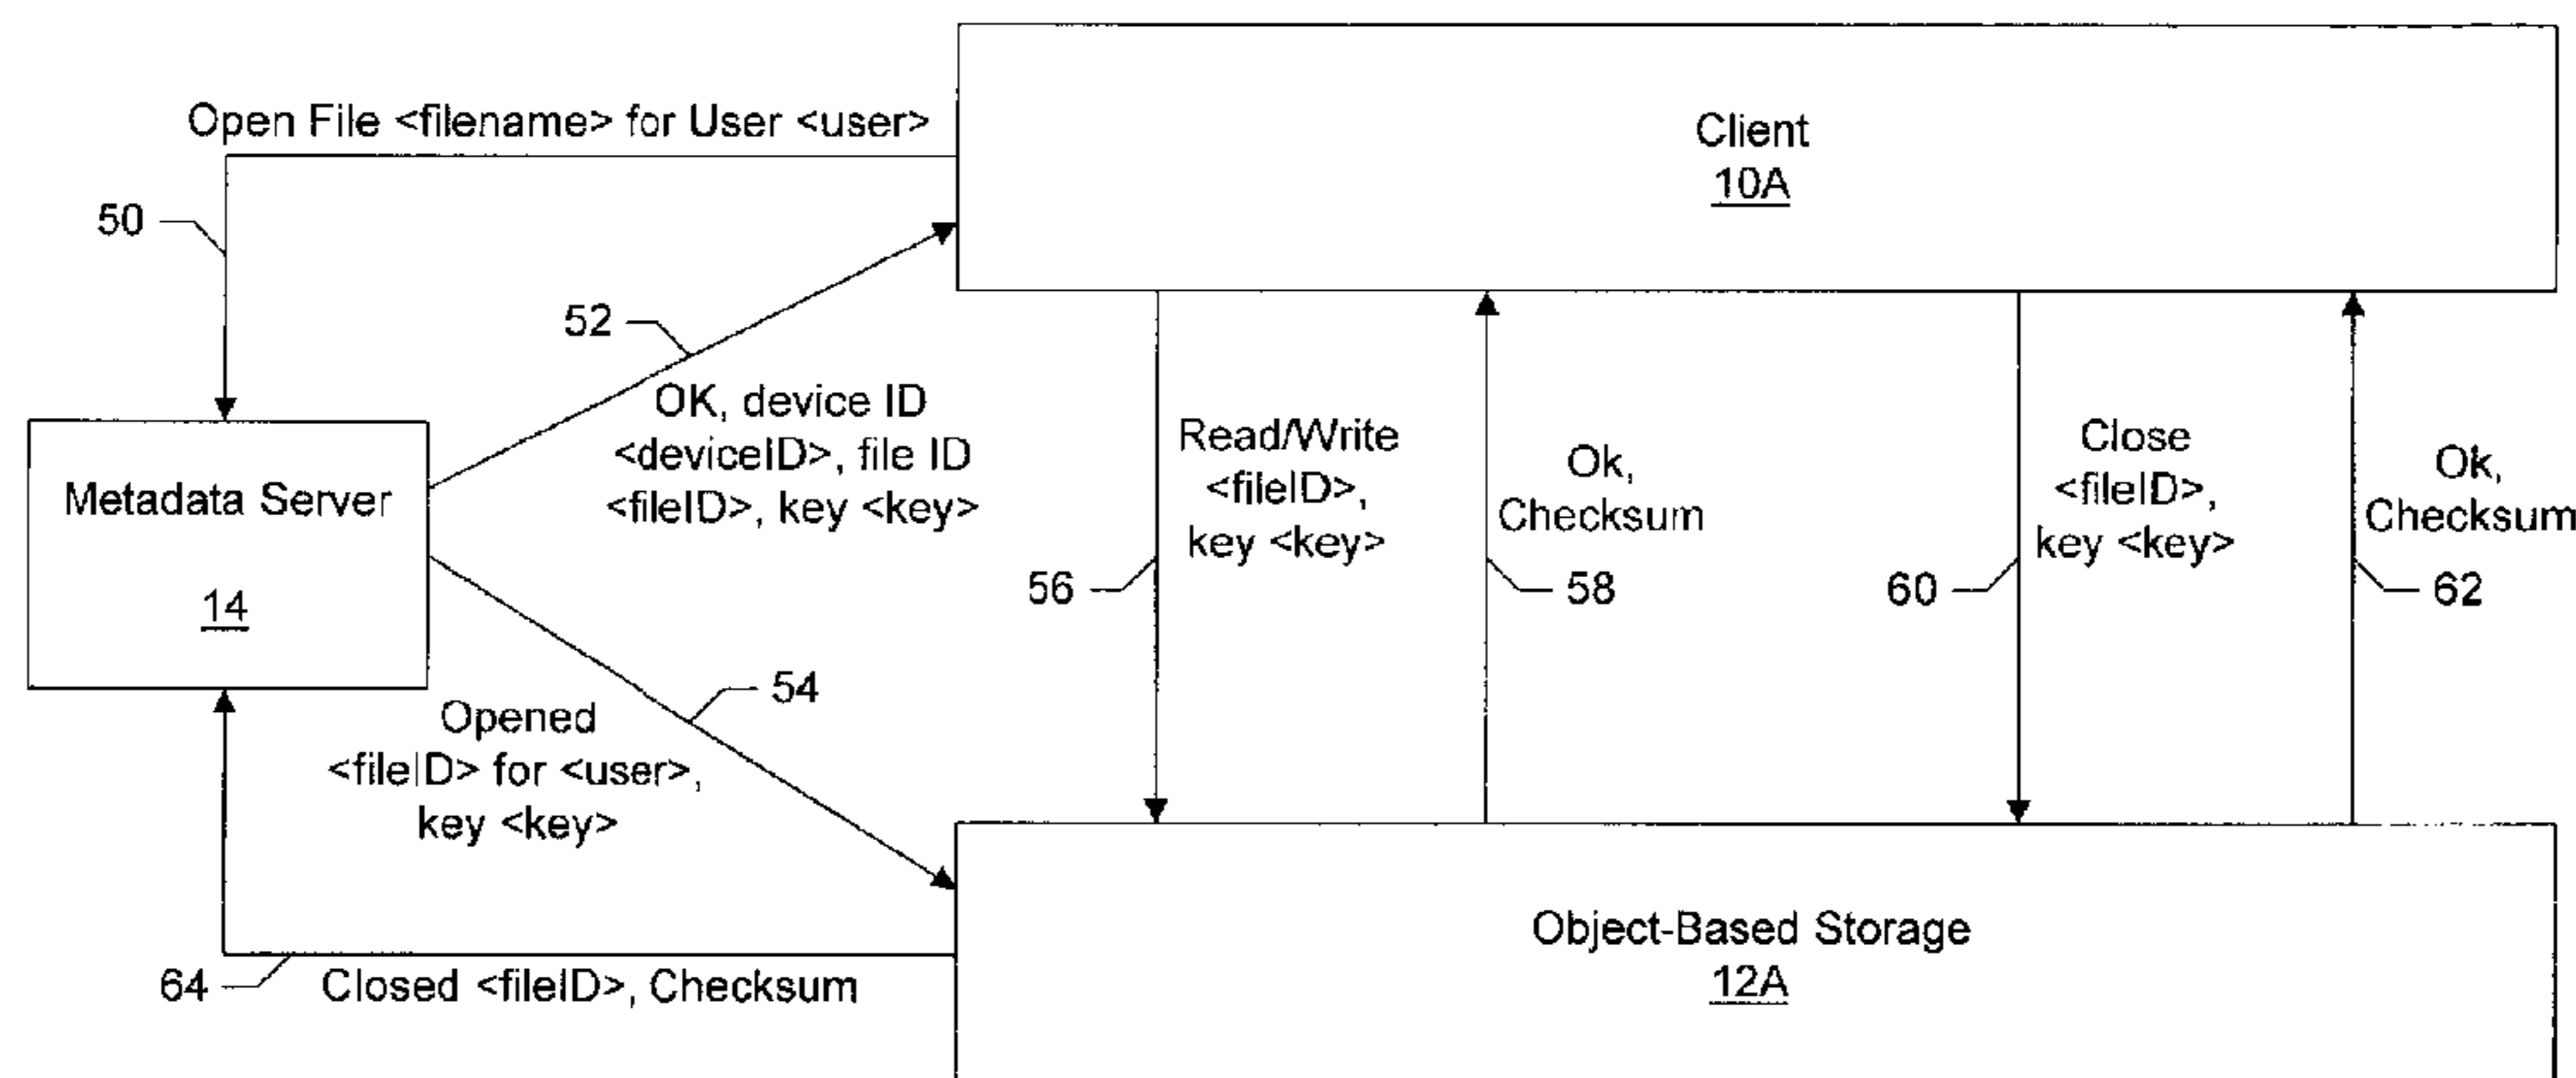 Open File <filename> for User <user>
Client
10A
50
52
OK, device ID
<deviceID>, file ID
<fileID>, key <key>
Metadata Server
14
Read/Write
<fileID>,
key <key>
56
Ok,
Checksum
58
Close
<fileID>,
key <key>
60
Ok,
Checksum
62
54
Opened
<fileID> for <user>,
key <key>
64
Closed <fileID>, Checksum
Object-Based Storage
12A